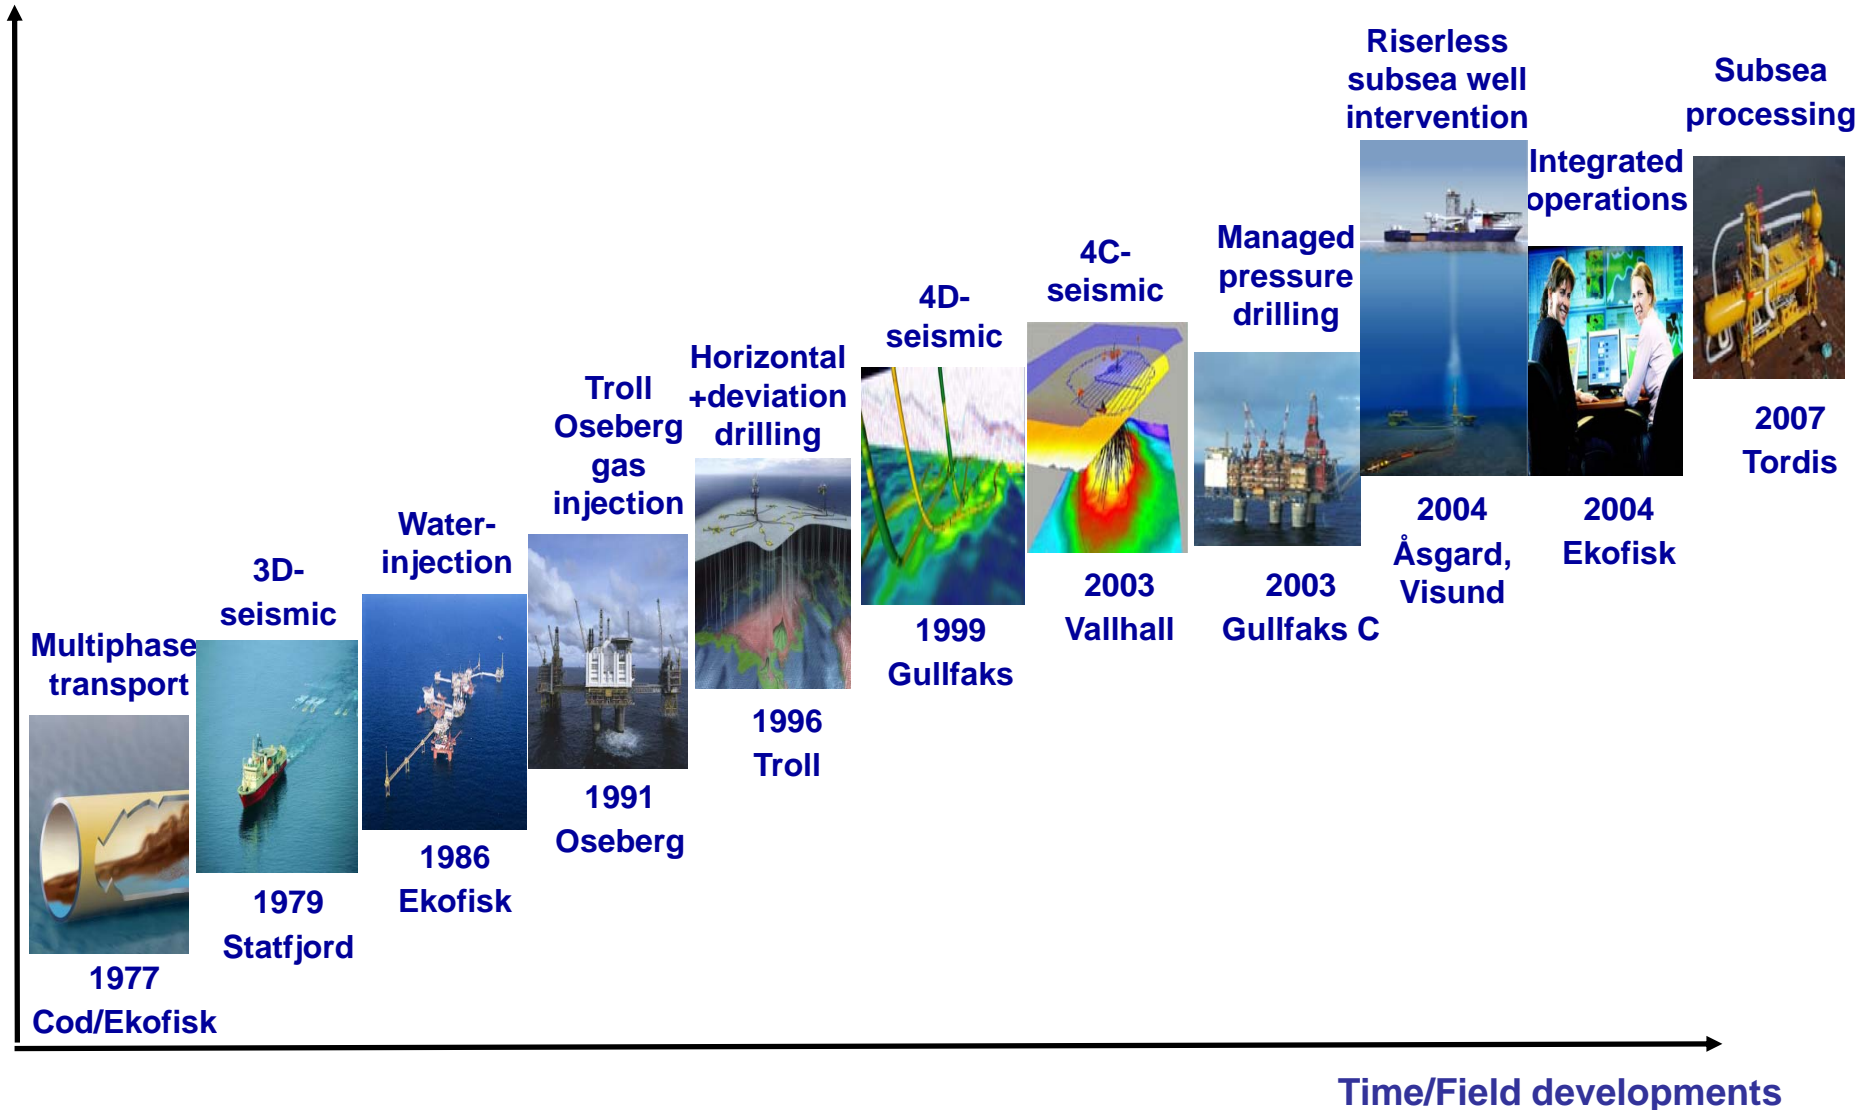 Multiphase
transport
1977
Cod/Ekofisk
3D-
seismic
1979
Statfjord
Water-
injection
1986
Ekofisk
Troll
Oseberg
gas
injection
1991
Oseberg
Horizontal
+deviation
drilling
1996
Troll
4D-
seismic
1999
Gullfaks
4C-
seismic
2003
Vallhall
Managed
pressure
drilling
2003
Gullfaks C
Riserless
subsea well
intervention
2004
Åsgard,
Visund
Integrated
operations
2004
Ekofisk
Subsea
processing
2007
Tordis
Time/Field developments